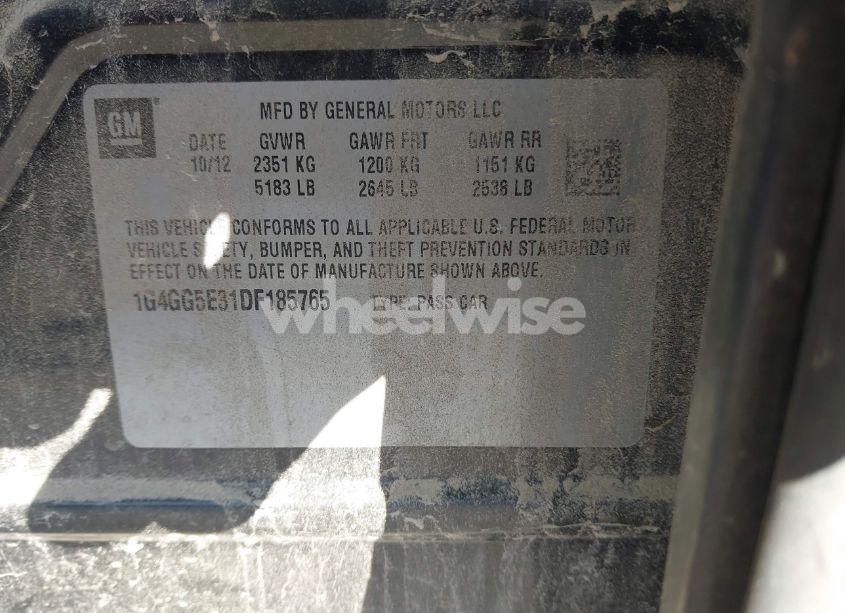 GM
MFD BY GENERAL MOTORS LLC
DATE GVWR GAWR FRT GAWR RR
10/12 2351 KG 1200 KG 1151 KG
5183 LB 2645 LB 2538 LB
THIS VEHICLE CONFORMS TO ALL APPLICABLE U.S. FEDERAL MOTOR
VEHICLE SAFETY, BUMPER, AND THEFT PREVENTION STANDARDS IN
EFFECT ON THE DATE OF MANUFACTURE SHOWN ABOVE.
1G4GG5E31DF185765 TYPE: PASS CAR
wheelwise